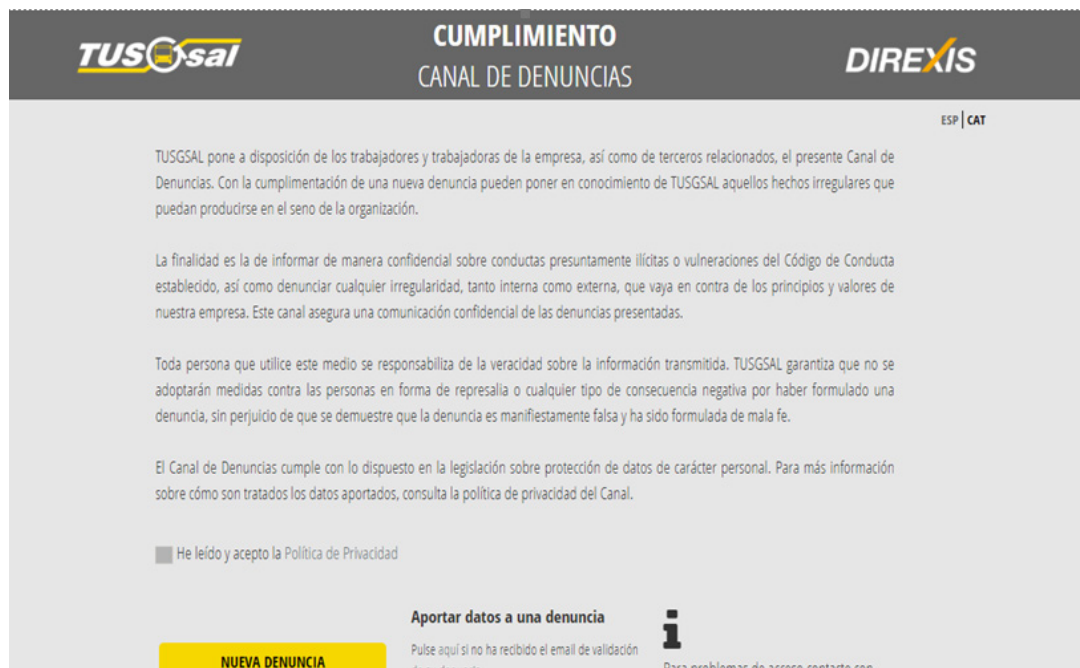 TUSGsal
CUMPLIMIENTO
CANAL DE DENUNCIAS
DIREXIS
ESP | CAT
TUSGSAL pone a disposición de los trabajadores y trabajadoras de la empresa, así como de terceros relacionados, el presente Canal de
Denuncias. Con la cumplimentación de una nueva denuncia pueden poner en conocimiento de TUSGSAL aquellos hechos irregulares que
puedan producirse en el seno de la organización.
La finalidad es la de informar de manera confidencial sobre conductas presuntamente ilícitas o vulneraciones del Código de Conducta
establecido, así como denunciar cualquier irregularidad, tanto interna como externa, que vaya en contra de los principios y valores de
nuestra empresa. Este canal asegura una comunicación confidencial de las denuncias presentadas.
Toda persona que utilice este medio se responsabiliza de la veracidad sobre la información transmitida. TUSGSAL garantiza que no se
adoptarán medidas contra las personas en forma de represalia o cualquier tipo de consecuencia negativa por haber formulado una
denuncia, sin perjuicio de que se demuestre que la denuncia es manifiestamente falsa y ha sido formulada de mala fe.
El Canal de Denuncias cumple con lo dispuesto en la legislación sobre protección de datos de carácter personal. Para más información
sobre cómo son tratados los datos aportados, consulta la política de privacidad del Canal.
He leído y acepto la Política de Privacidad
NUEVA DENUNCIA
Aportar datos a una denuncia
Pulse aquí si no ha recibido el email de validación
Para problemas de acceso contacte con